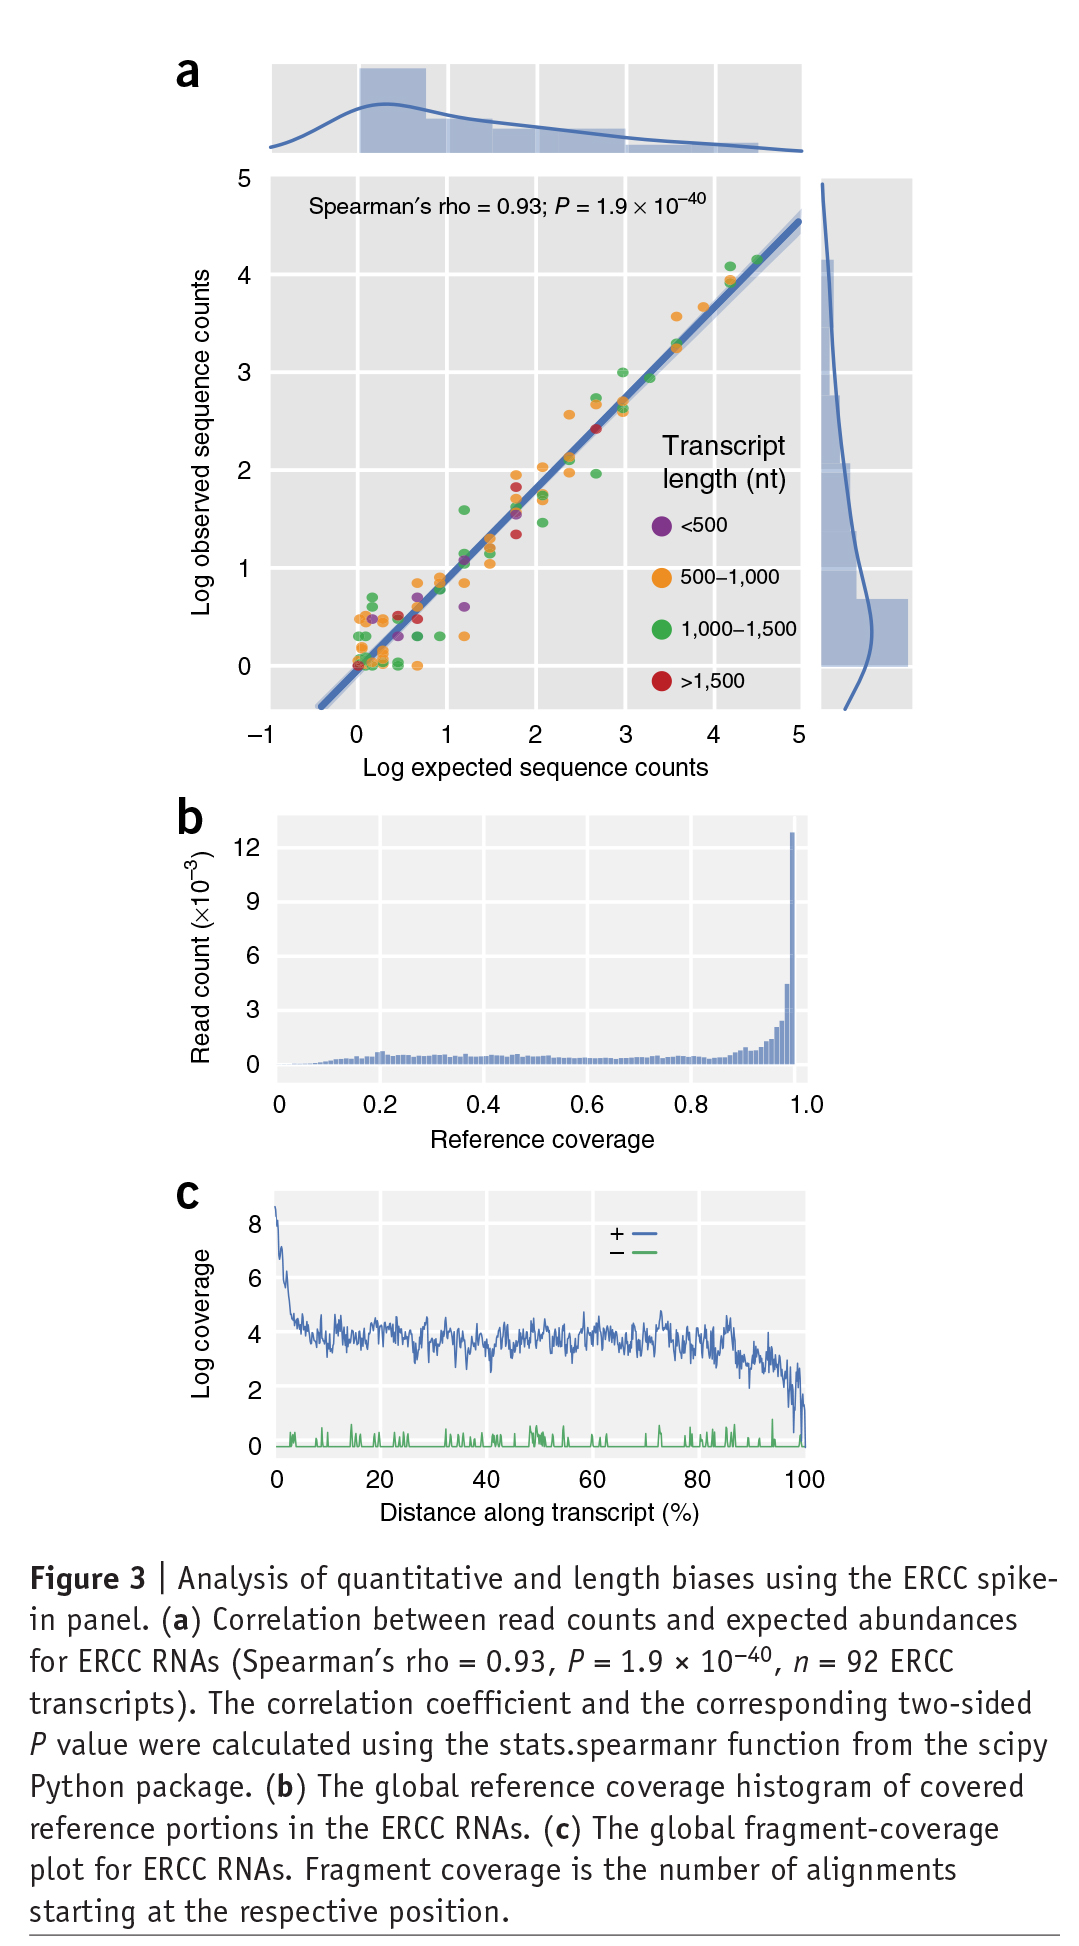 a
Spearman′s rho = 0.93; P = 1.9 × 10⁻⁴⁰
5
4
3
2
1
0
Log observed sequence counts
Transcript
length (nt)
<500
500–1,000
1,000–1,500
>1,500
–1 0 1 2 3 4 5
Log expected sequence counts
b
12
9
6
3
0
Read count (×10⁻³)
0 0.2 0.4 0.6 0.8 1.0
Reference coverage
c
+
–
8
6
4
2
0
Log coverage
0 20 40 60 80 100
Distance along transcript (%)
Figure 3 | Analysis of quantitative and length biases using the ERCC spike-
in panel. (a) Correlation between read counts and expected abundances
for ERCC RNAs (Spearman’s rho = 0.93, P = 1.9 × 10⁻⁴⁰, n = 92 ERCC
transcripts). The correlation coefficient and the corresponding two-sided
P value were calculated using the stats.spearmanr function from the scipy
Python package. (b) The global reference coverage histogram of covered
reference portions in the ERCC RNAs. (c) The global fragment-coverage
plot for ERCC RNAs. Fragment coverage is the number of alignments
starting at the respective position.